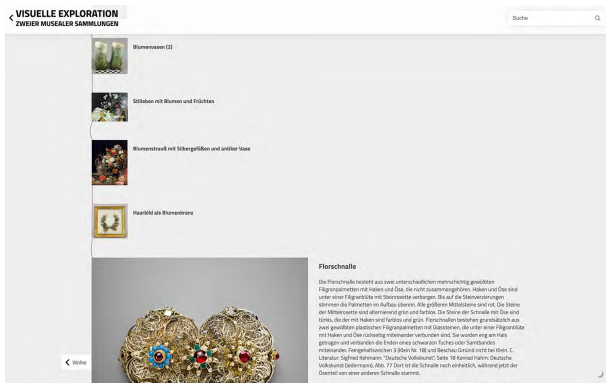 VISUELLE EXPLORATION
ZWEIER MUSEALER SAMMLUNGEN
Suche
Blumenvasen (2)
Stilleben mit Blumen und Früchten
Blumenstrauß mit Silbergefäßen und antiker Vase
Haarbild als Blumenkranz
Florschnalle
Die Florschnalle besteht aus zwei unterschiedlichen mehrschichtig gewölbten
Filigranpalmetten mit Haken und Öse, die nicht zusammengehören. Haken und Öse sind
unter einer Filigranblüte mit Steinrosette verborgen. Bis auf die Steinverzierungen
stimmen die Palmetten im Aufbau überein. Alle größeren Mittelsteine sind rot. Die Steine
der Mittelrosette sind alternierend grün und farblos. Die Steine der Schnalle mit Öse sind
türkis, die der mit Haken sind farblos und grün. Florschnallen bestehen grundsätzlich aus
zwei gewölbten plastischen Filigranpalmetten mit Glassteinen, die unter einer Filigranblüte
mit Haken und Öse rückseitig miteinander verbunden sind. Sie wurden eng am Hals
getragen und verbanden die Enden eines schwarzen Tuches oder Samtbandes
miteinander. Feingehaltszeichen 3 (Klein Nr. 18) und Beschau Gmünd nicht bei Klein. C.
Literatur: Sigfried Hahmann: "Deutsche Volkskunst", Seite 18 Konrad Hahm: Deutsche
Volkskunst (Jedermann), Abb. 77 Dort ist die Schnalle noch einheitlich, während jetzt der
Ösenteil von einer anderen Schnalle stammt.
Wolke